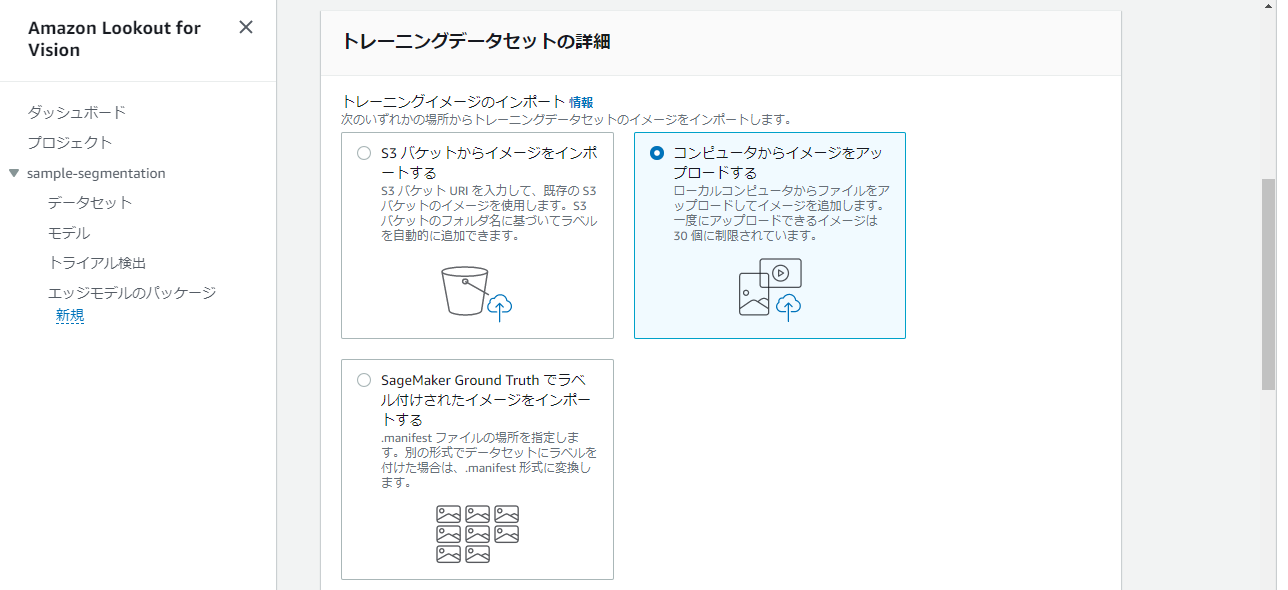 Amazon Lookout for
Vision
ダッシュボード
プロジェクト
sample-segmentation
データセット
モデル
トライアル検出
エッジモデルのパッケージ
新規
トレーニングデータセットの詳細
トレーニングイメージのインポート 情報
次のいずれかの場所からトレーニングデータセットのイメージをインポートします。
S3 バケットからイメージをインポ
ートする
S3 バケット URI を入力して、既存の S3
バケットのイメージを使用します。S3
バケットのフォルダ名に基づいてラベル
を自動的に追加できます。
コンピュータからイメージをアッ
プロードする
ローカルコンピュータからファイルをア
ップロードしてイメージを追加します。
一度にアップロードできるイメージは
30 個に制限されています。
SageMaker Ground Truth でラベ
ル付けされたイメージをインポー
トする
.manifest ファイルの場所を指定しま
す。別の形式でデータセットにラベルを
付けた場合は、.manifest 形式に変換し
ます。